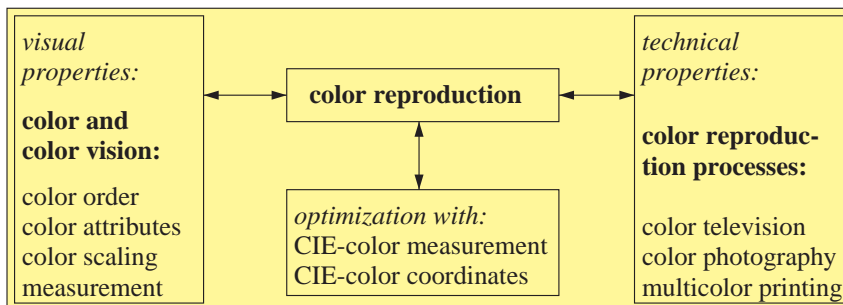 visual
properties:
color and
color vision:
color order
color attributes
color scaling
measurement
color reproduction
optimization with:
CIE-color measurement
CIE-color coordinates
technical
properties:
color reproduc-
tion processes:
color television
color photography
multicolor printing